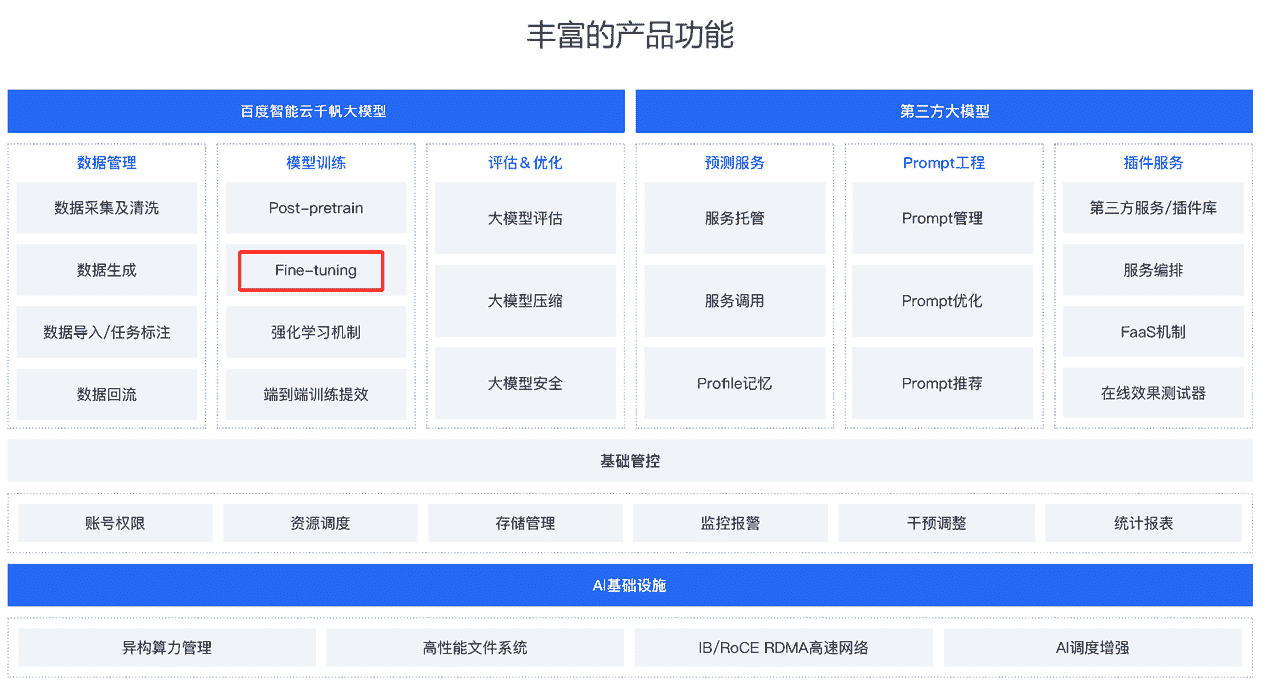 丰富的产品功能
百度智能云千帆大模型
第三方大模型
数据管理
数据采集及清洗
数据生成
数据导入/任务标注
数据回流
模型训练
Post-pretrain
Fine-tuning
强化学习机制
端到端训练提效
评估&优化
大模型评估
大模型压缩
大模型安全
预测服务
服务托管
服务调用
Profile记忆
Prompt工程
Prompt管理
Prompt优化
Prompt推荐
插件服务
第三方服务/插件库
服务编排
FaaS机制
在线效果测试器
基础管控
账号权限
资源调度
存储管理
监控报警
干预调整
统计报表
AI基础设施
异构算力管理
高性能文件系统
IB/RoCE RDMA高速网络
AI调度增强